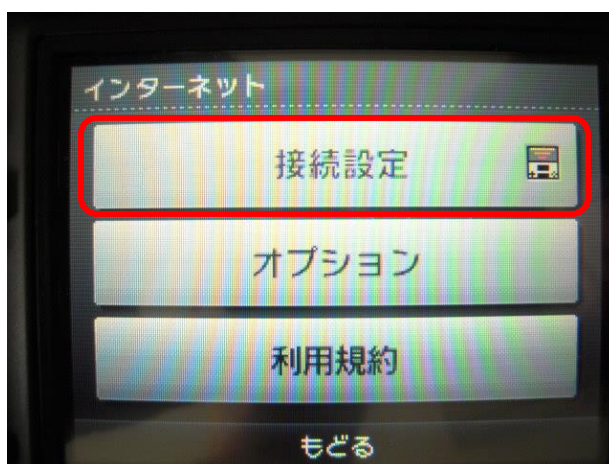 インターネット
接続設定
オプション
利用規約
もどる